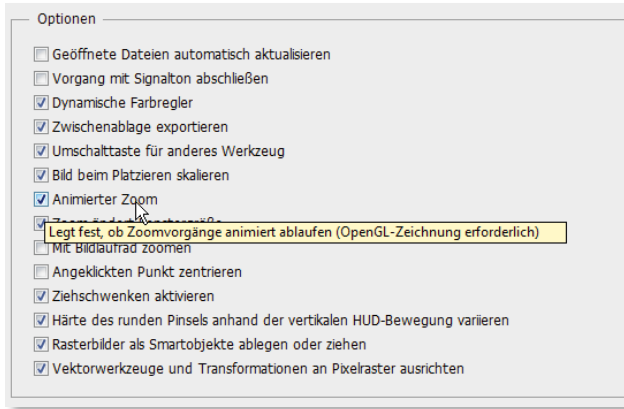 Optionen
Geöffnete Dateien automatisch aktualisieren
Vorgang mit Signalton abschließen
Dynamische Farbregler
Zwischenablage exportieren
Umschalttaste für anderes Werkzeug
Bild beim Platzieren skalieren
Animierter Zoom
Zoom ändert Fenstergröße
Legt fest, ob Zoomvorgänge animiert ablaufen (OpenGL-Zeichnung erforderlich)
Mit Bildlaufrad zoomen
Angeklickten Punkt zentrieren
Ziehschwenken aktivieren
Härte des runden Pinsels anhand der vertikalen HUD-Bewegung variieren
Rasterbilder als Smartobjekte ablegen oder ziehen
Vektorwerkzeuge und Transformationen an Pixelraster ausrichten